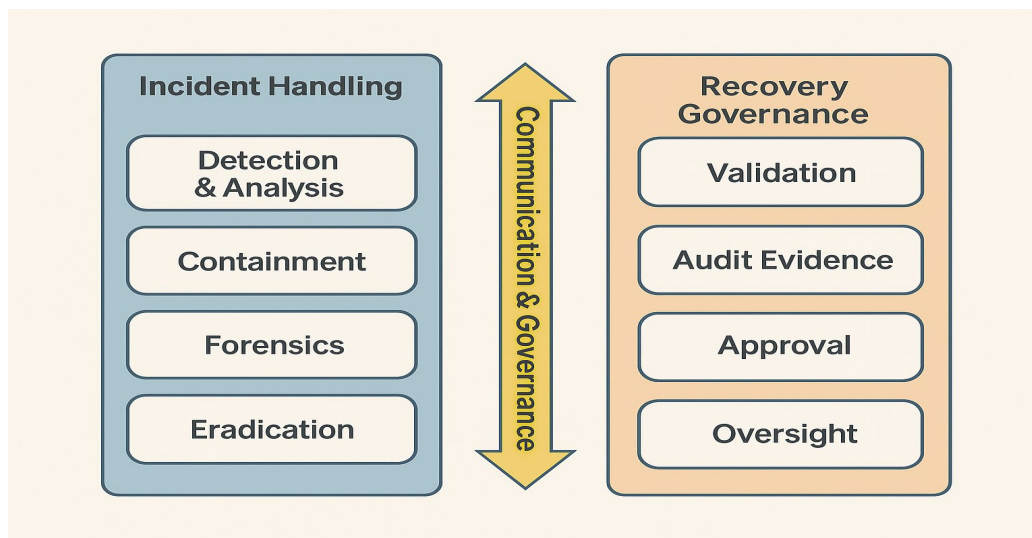 Incident Handling
Detection
& Analysis
Containment
Forensics
Eradication
Communication & Governance
Recovery
Governance
Validation
Audit Evidence
Approval
Oversight